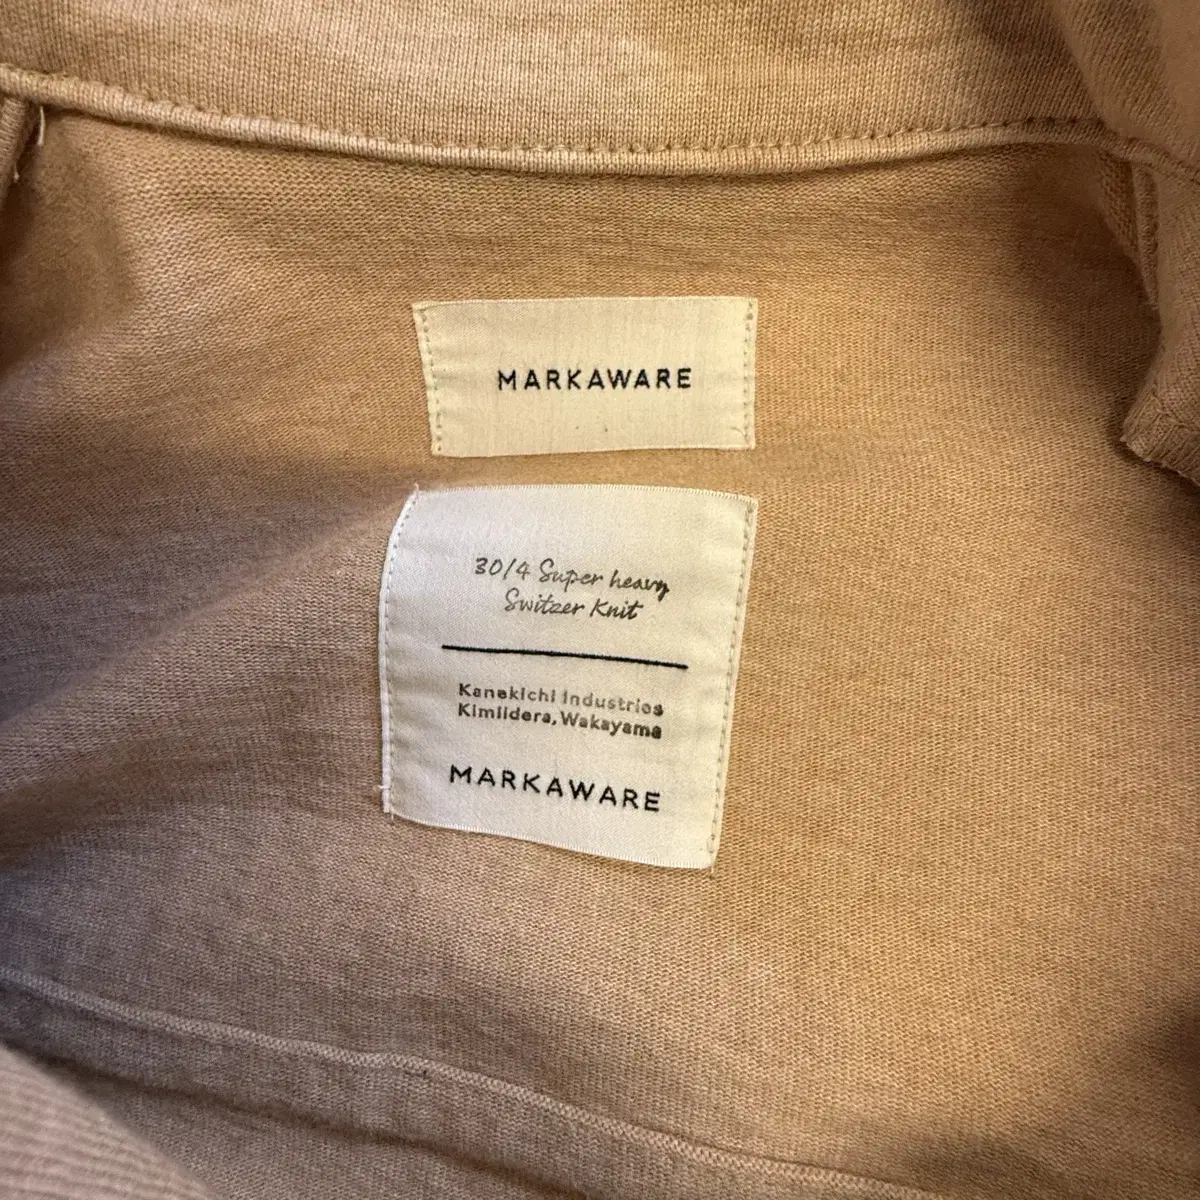 MARKAWARE
30/4 Super heavy
Switzer Knit
Kanekichi Industries
Kimiidera, Wakayama
MARKAWARE